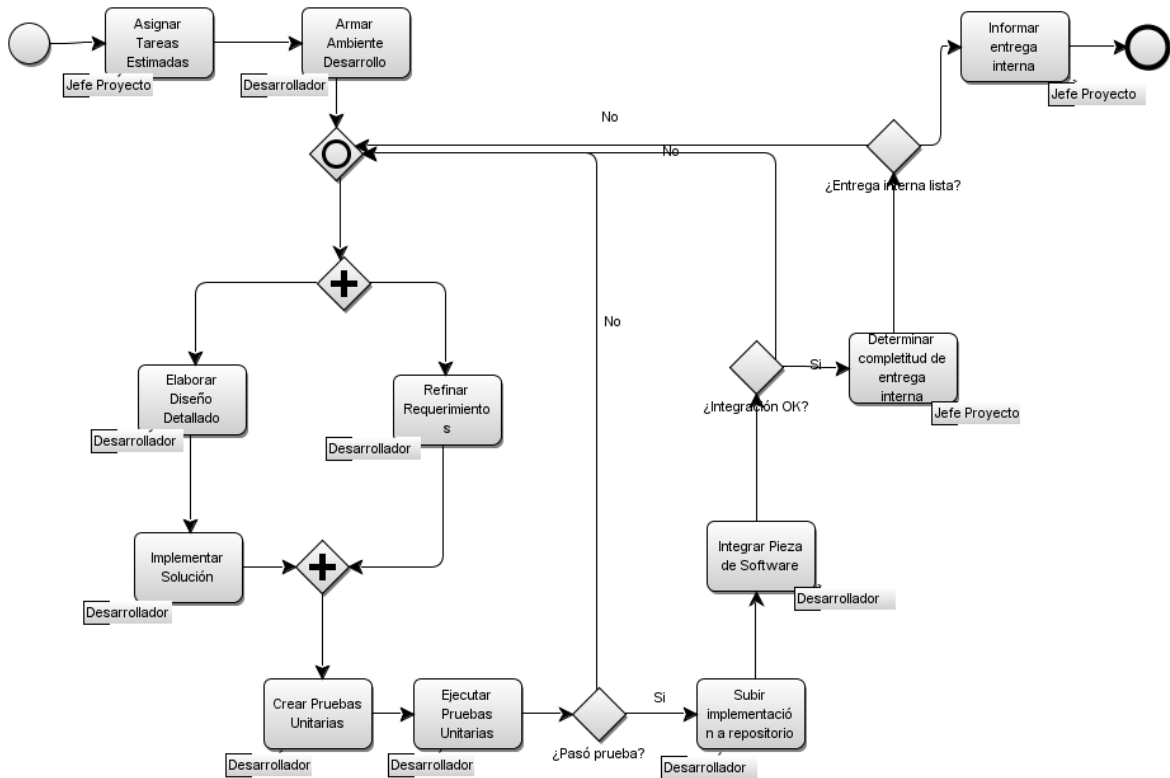 Asignar
Tareas
Estimadas
Jefe Proyecto
Armar
Ambiente
Desarrollo
Desarrollador
Informar
entrega
interna
Jefe Proyecto
No
No
¿Entrega interna lista?
No
Elaborar
Diseño
Detallado
Desarrollador
Refinar
Requerimiento
s
Desarrollador
¿Integración OK?
Si
Determinar
completitud de
entrega
interna
Jefe Proyecto
Implementar
Solución
Desarrollador
Integrar Pieza
de Software
Desarrollador
Crear Pruebas
Unitarias
Desarrollador
Ejecutar
Pruebas
Unitarias
Desarrollador
¿Pasó prueba?
Si
Subir
implementació
n a repositorio
Desarrollador